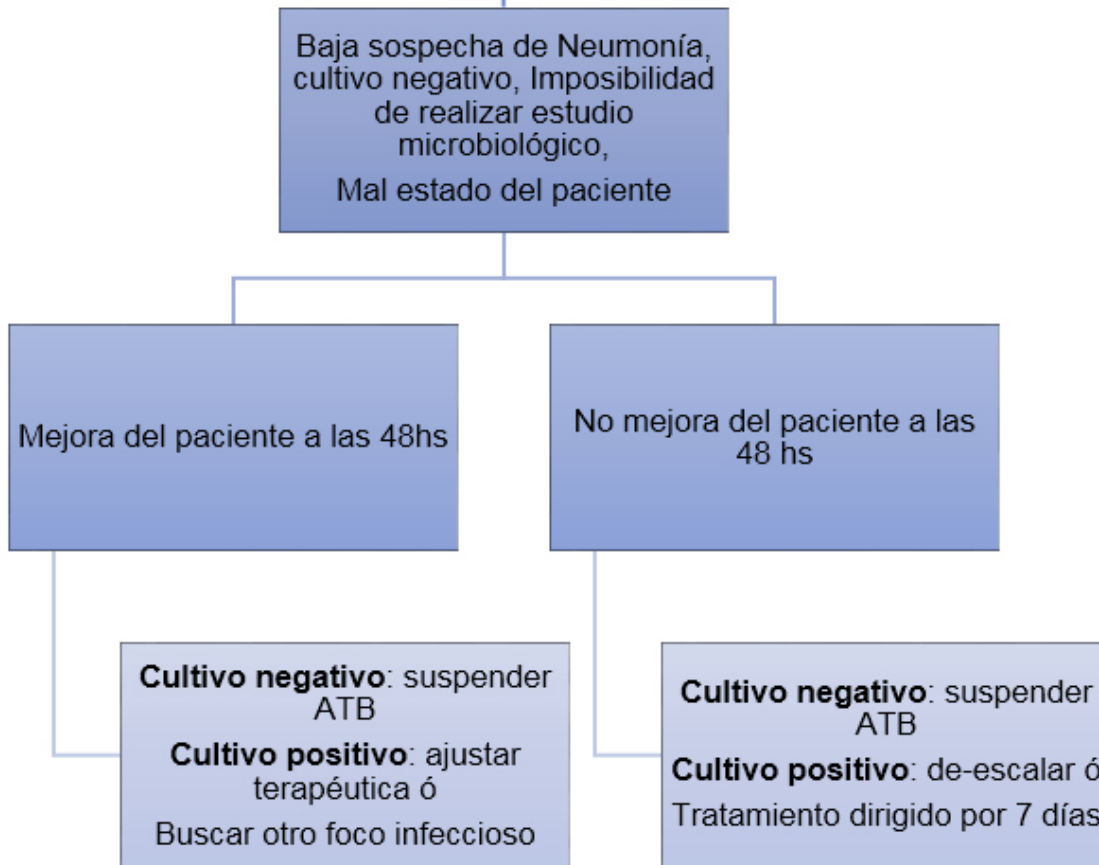 Baja sospecha de Neumonía,
cultivo negativo, Imposibilidad
de realizar estudio
microbiológico,
Mal estado del paciente
Mejora del paciente a las 48hs
No mejora del paciente a las
48 hs
Cultivo negativo: suspender
ATB
Cultivo positivo: ajustar
terapéutica ó
Buscar otro foco infeccioso
Cultivo negativo: suspender
ATB
Cultivo positivo: de-escalar ó
Tratamiento dirigido por 7 días